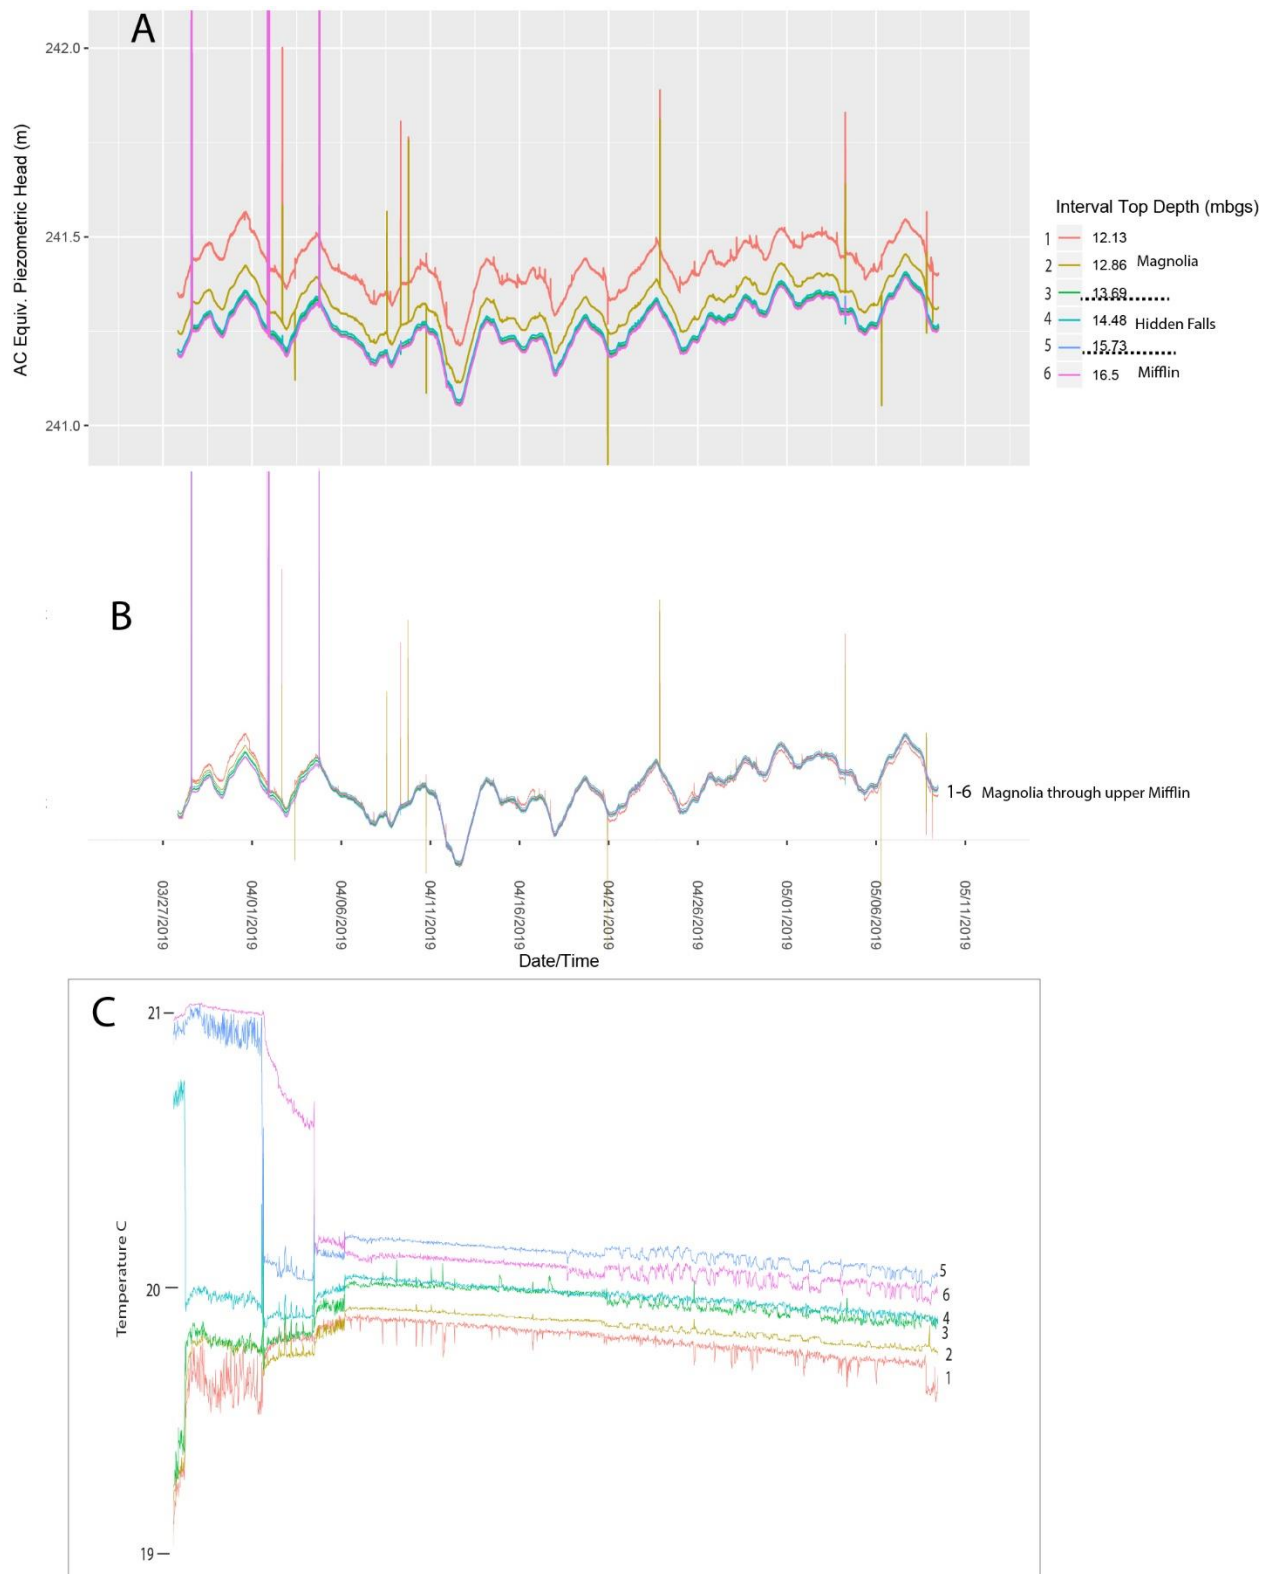 A
242.0
241.5
241.0
AC Equiv. Piezometric Head (m)
Interval Top Depth (mbgs)
1 12.13
2 12.86 Magnolia
3 13.69
4 14.48 Hidden Falls
5 15.73
6 16.5 Mifflin
B
1-6 Magnolia through upper Mifflin
03/27/2019
04/01/2019
04/06/2019
04/11/2019
04/16/2019
04/21/2019
04/26/2019
05/01/2019
05/06/2019
05/11/2019
Date/Time
C
21
20
19
Temperature C
5
6
4
3
2
1